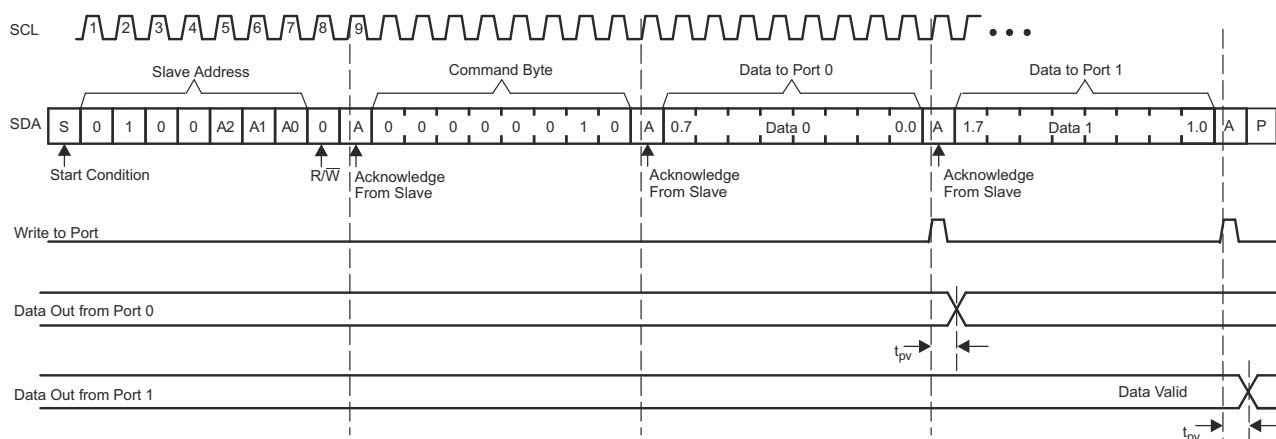 SCL 1 2 3 4 5 6 7 8 9 • • •
Slave Address Command Byte Data to Port 0 Data to Port 1
SDA S 0 1 0 0 A2 A1 A0 0 A 0 0 0 0 0 0 1 0 A 0.7 Data 0 0.0 A 1.7 Data 1 1.0 A P
Start Condition R/W̅ Acknowledge From Slave Acknowledge From Slave Acknowledge From Slave
Write to Port
Data Out from Port 0
tpv
Data Out from Port 1 Data Valid
tpv